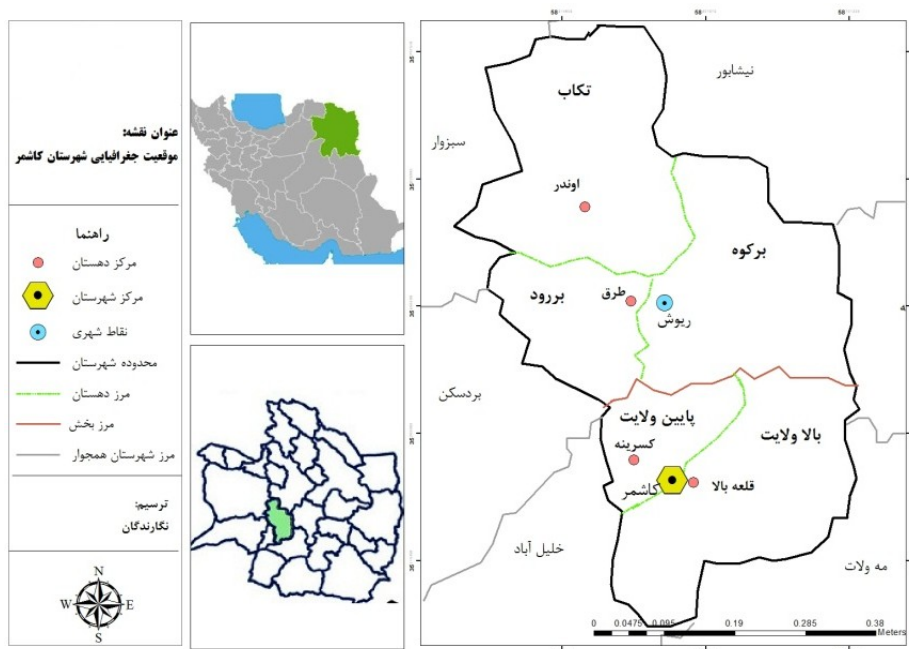 عنوان نقشه:
موقعیت جغرافیایی شهرستان کاشمر
راهنما
مرکز دهستان
مرکز شهرستان
نقاط شهری
محدوده شهرستان
مرز دهستان
مرز بخش
مرز شهرستان همجوار
ترسیم:
نگارندگان
N
W
E
S
نیشابور
تکاب
سبزوار
اوندر
برکوه
بررود
طرق
ریوش
بردسکن
پایین ولایت
بالا ولایت
کسرینه
کاشمر
قلعه بالا
خلیل آباد
مه ولات
0 0.0475 0.095 0.19 0.285 0.38
Meters